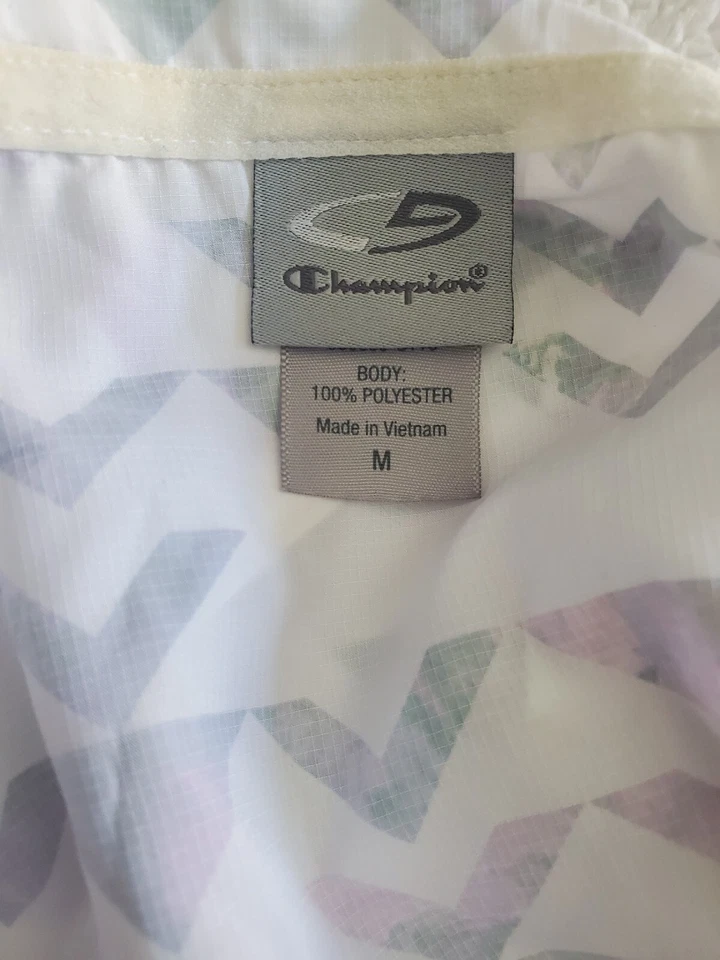 Champion®
BODY:
100% POLYESTER
Made in Vietnam
M